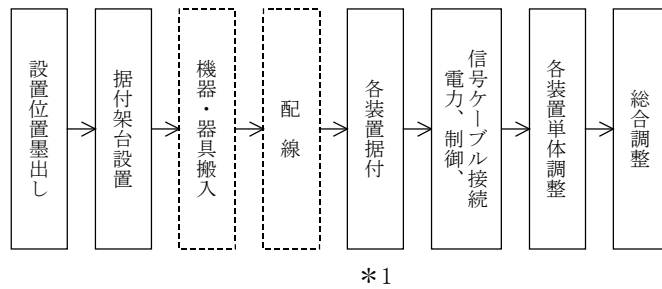 設置位置墨出し
据付架台設置
機器・器具搬入
配線
各装置据付
信号ケーブル接続
電力、制御、
各装置単体調整
総合調整
＊1